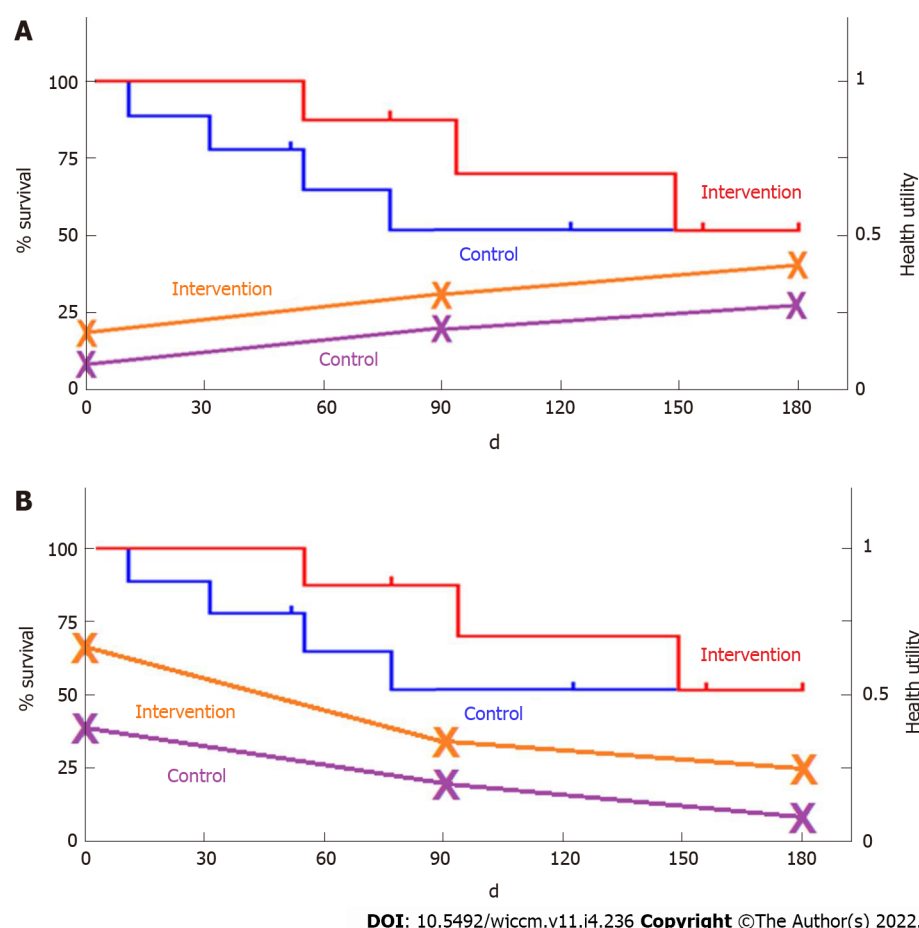 A
100
75
50
25
0
% survival
1
0.5
0
Health utility
Intervention
Control
Intervention
Control
0 30 60 90 120 150 180
d
B
100
75
50
25
0
% survival
1
0.5
0
Health utility
Intervention
Intervention
Control
Control
0 30 60 90 120 150 180
d
DOI: 10.5492/wjccm.v11.i4.236 Copyright ©The Author(s) 2022.